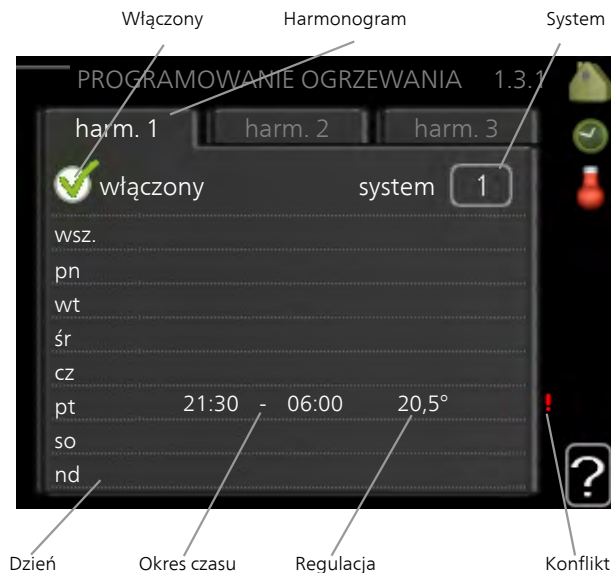 Włączony Harmonogram System
PROGRAMOWANIE OGRZEWANIA 1.3.1
harm. 1 harm. 2 harm. 3
włączony system 1
wsz.
pn
wt
śr
cz
pt 21:30 - 06:00 20,5° !
so
nd
?
Dzień Okres czasu Regulacja Konflikt